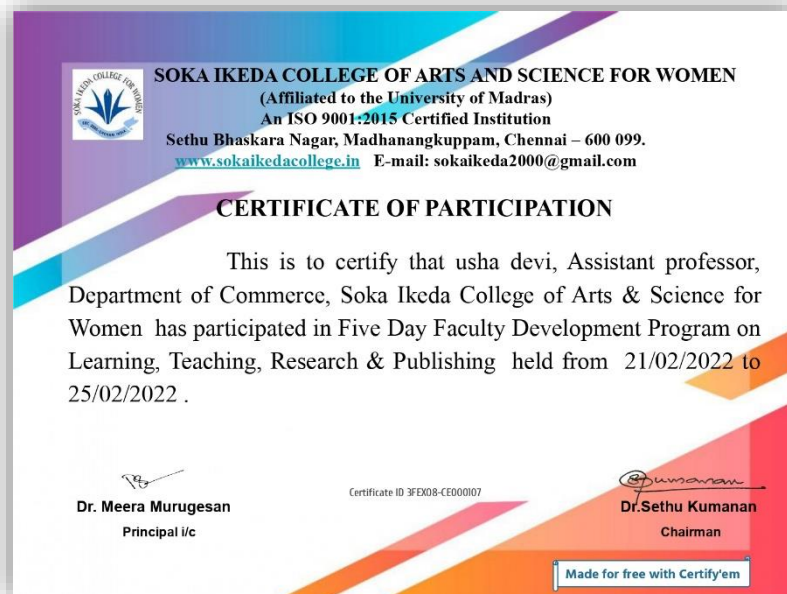 SOKA IKEDA COLLEGE OF ARTS AND SCIENCE FOR WOMEN
(Affiliated to the University of Madras)
An ISO 9001:2015 Certified Institution
Sethu Bhaskara Nagar, Madhanangkuppam, Chennai – 600 099.
www.sokaikedacollege.in E-mail: sokaikeda2000@gmail.com
CERTIFICATE OF PARTICIPATION
This is to certify that usha devi, Assistant professor,
Department of Commerce, Soka Ikeda College of Arts & Science for
Women has participated in Five Day Faculty Development Program on
Learning, Teaching, Research & Publishing held from 21/02/2022 to
25/02/2022 .
Certificate ID 3FEX08-CE000107
Dr. Meera Murugesan
Principal i/c
Dr.Sethu Kumanan
Chairman
Made for free with Certify'em